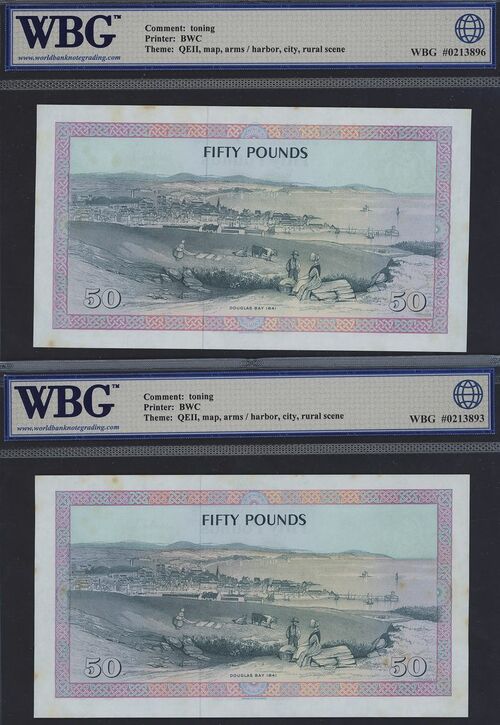 WBG™
www.worldbanknotegrading.com
Comment: toning
Printer: BWC
Theme: QEII, map, arms / harbor, city, rural scene
WBG #0213896
FIFTY POUNDS
50
50
DOUGLAS BAY 1841
WBG™
www.worldbanknotegrading.com
Comment: toning
Printer: BWC
Theme: QEII, map, arms / harbor, city, rural scene
WBG #0213893
FIFTY POUNDS
50
50
DOUGLAS BAY 1841